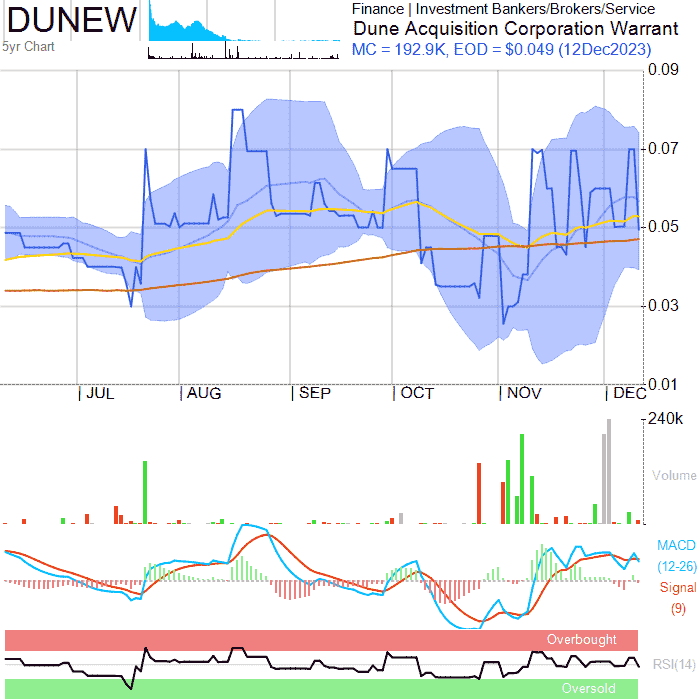 DUNEW
5yr Chart
Finance | Investment Bankers/Brokers/Service
Dune Acquisition Corporation Warrant
MC = 192.9K, EOD = $0.049 (12Dec2023)
0.09
0.07
0.05
0.03
0.01
| JUL | AUG | SEP | OCT | NOV | DEC
240k
Volume
MACD
(12-26)
Signal
(9)
Overbought
RSI(14)
Oversold